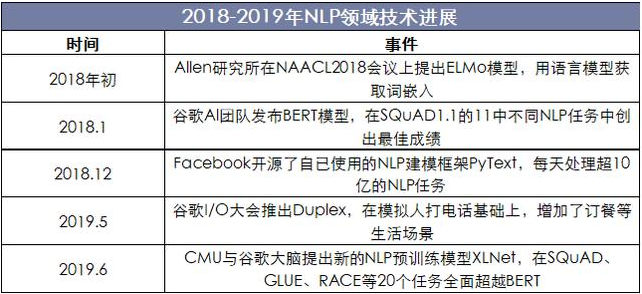 2018-2019年NLP领域技术进展
时间
事件
2018年初
Allen研究所在NAACL2018会议上提出ELMo模型，用语言模型获
取词嵌入
2018.1
谷歌AI团队发布BERT模型，在SQuAD1.1的11中不同NLP任务中创
出最佳成绩
2018.12
Facebook开源了自己使用的NLP建模框架PyText，每天处理超10
亿的NLP任务
2019.5
谷歌I/O大会推出Duplex，在模拟人打电话基础上，增加了订餐等
生活场景
2019.6
CMU与谷歌大脑提出新的NLP预训练模型XLNet，在SQuAD、
GLUE、RACE等20个任务全面超越BERT